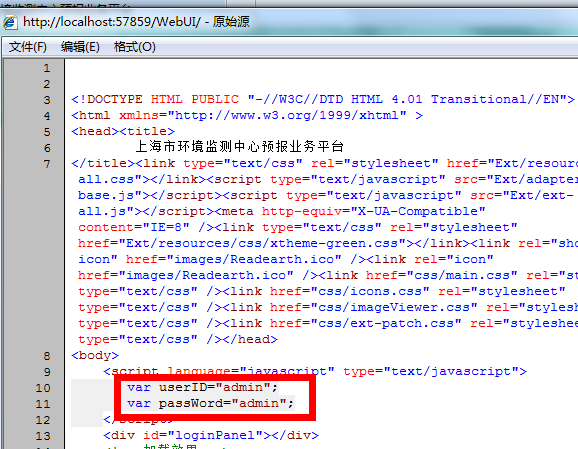 http://localhost:57859/WebUI/ - 原始源
文件(F) 编辑(E) 格式(O)
1
2
3 <!DOCTYPE HTML PUBLIC "-//W3C//DTD HTML 4.01 Transitional//EN">
4 <html xmlns="http://www.w3.org/1999/xhtml" >
5 <head><title>
6 上海市环境监测中心预报业务平台
7 </title><link type="text/css" rel="stylesheet" href="Ext/resour
all.css"></link><script type="text/javascript" src="Ext/adapter
base.js"></script><script type="text/javascript" src="Ext/ext-
all.js"></script><meta http-equiv="X-UA-Compatible"
content="IE=8" /><link type="text/css" rel="stylesheet"
href="Ext/resources/css/xtheme-green.css"></link><link rel="sho
icon" href="images/Readearth.ico" /><link rel="icon"
href="images/Readearth.ico" /><link href="css/main.css" rel="st
type="text/css" /><link href="css/icons.css" rel="stylesheet"
type="text/css" /><link href="css/imageViewer.css" rel="stylesh
type="text/css" /><link href="css/ext-patch.css" rel="styleshee
type="text/css" /></head>
8 <body>
9 <script language="javascript" type="text/javascript">
10 var userID="admin";
11 var passWord="admin";
12 </script>
13 <div id="loginPanel"></div>